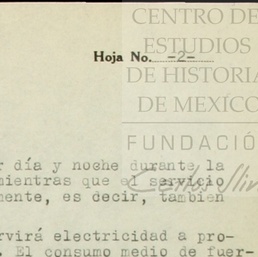 CENTRO DE
ESTUDIOS
DE HISTORIA
DE MÉXICO
FUNDACIÓ
Hoja No. -2-
día y noche durante la
mientras que el servicio
mente, es decir, tambien
rvirá electricidad a pro-
. El consumo medio de fuer-